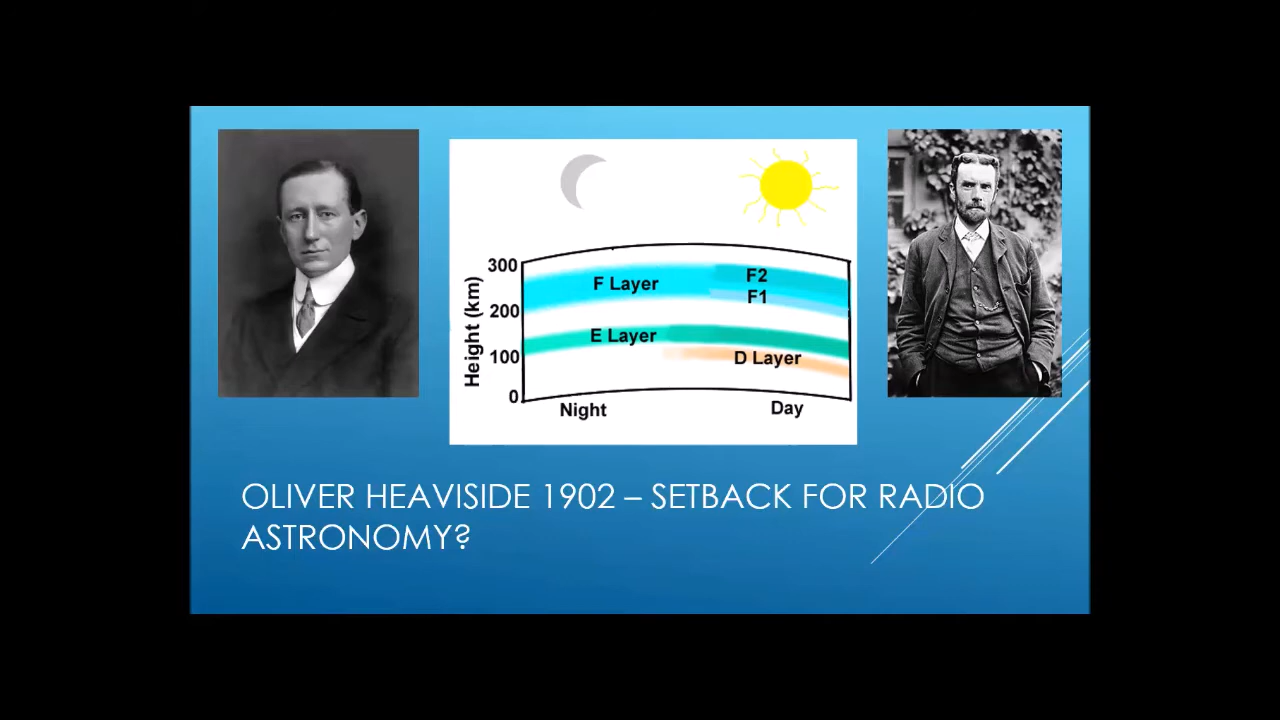 300
200
100
0
Height (km)
F Layer
F2
F1
E Layer
D Layer
Night
Day
OLIVER HEAVISIDE 1902 – SETBACK FOR RADIO
ASTRONOMY?